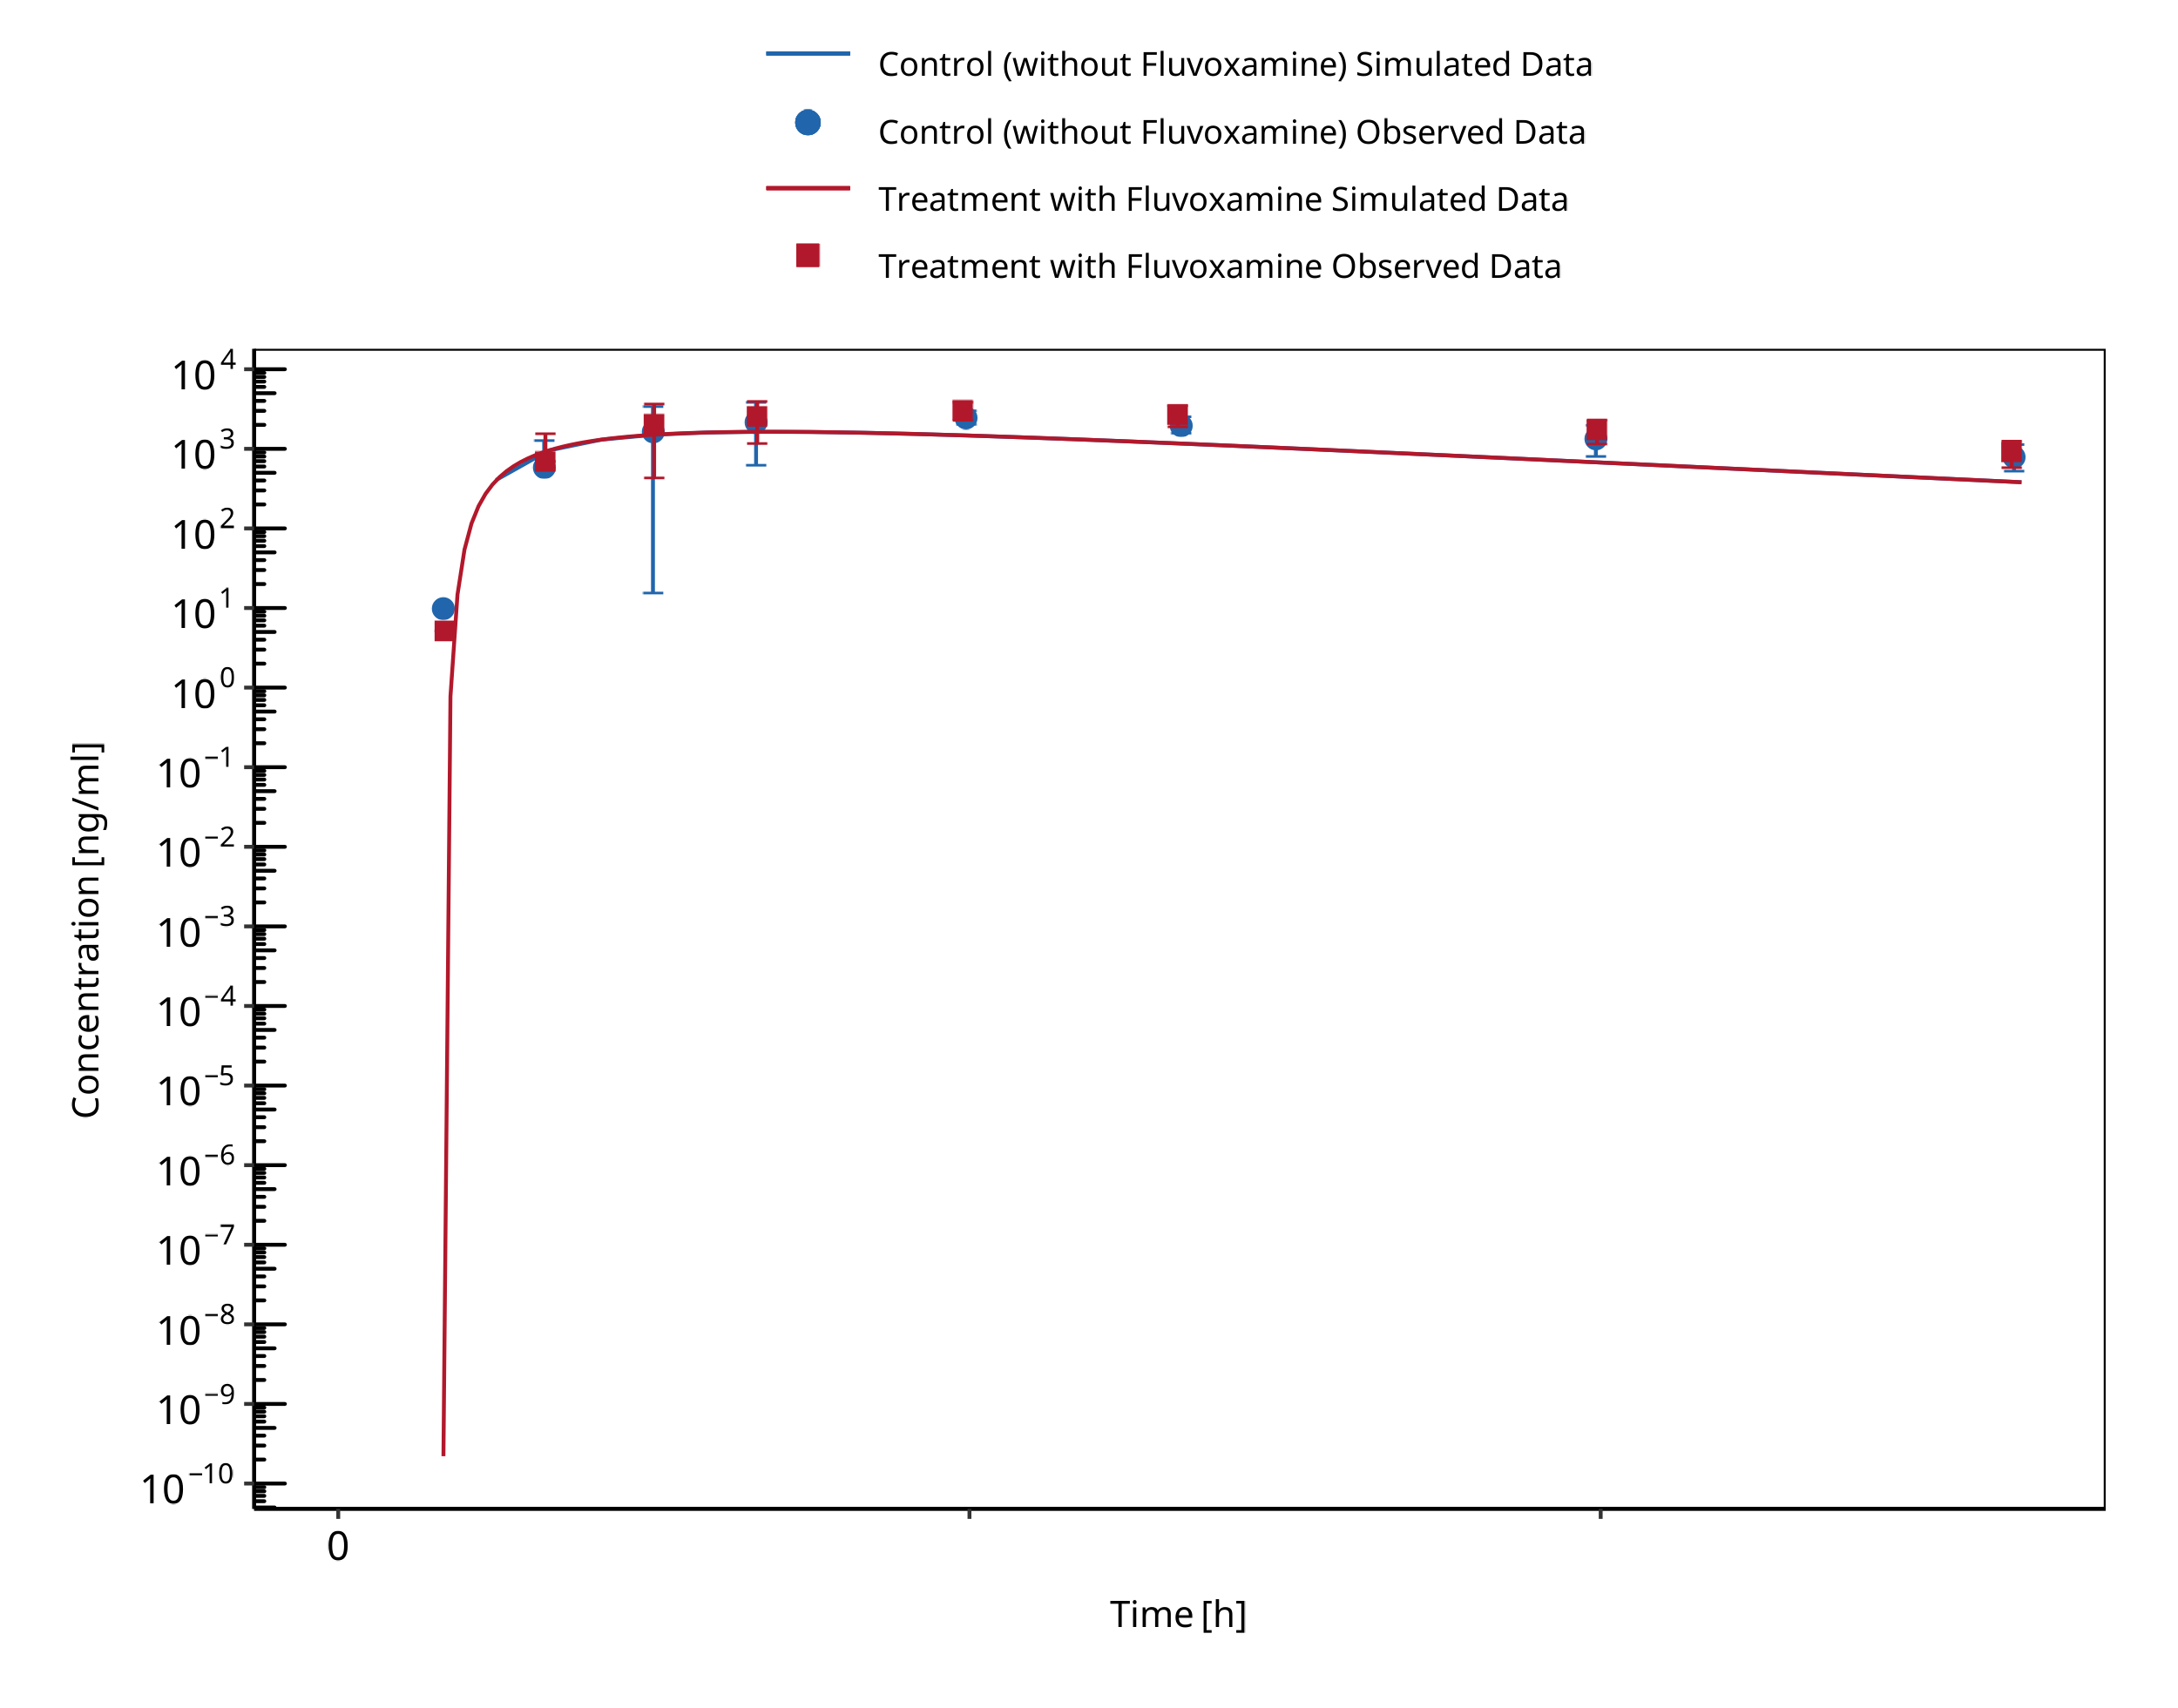 Control (without Fluvoxamine) Simulated Data
Control (without Fluvoxamine) Observed Data
Treatment with Fluvoxamine Simulated Data
Treatment with Fluvoxamine Observed Data
10⁴
10³
10²
10¹
10⁰
10⁻¹
10⁻²
10⁻³
10⁻⁴
10⁻⁵
10⁻⁶
10⁻⁷
10⁻⁸
10⁻⁹
10⁻¹⁰
Concentration [ng/ml]
0
Time [h]